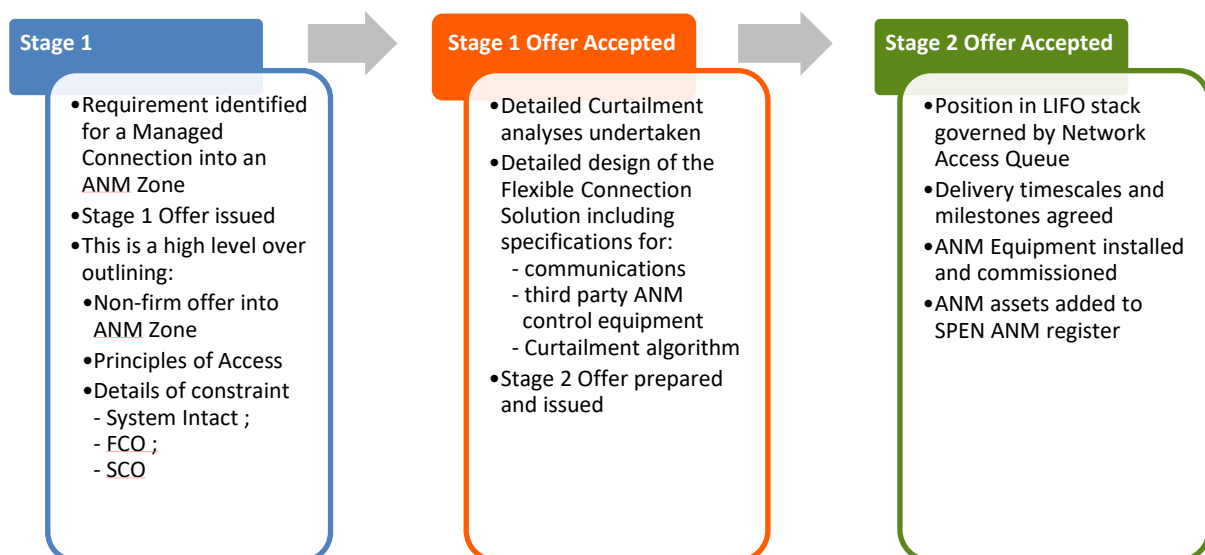 Stage 1
•Requirement identified
for a Managed
Connection into an
ANM Zone
•Stage 1 Offer issued
•This is a high level over
outlining:
•Non-firm offer into
ANM Zone
•Principles of Access
•Details of constraint
- System Intact ;
- FCO ;
- SCO
Stage 1 Offer Accepted
•Detailed Curtailment
analyses undertaken
•Detailed design of the
Flexible Connection
Solution including
specifications for:
- communications
- third party ANM
control equipment
- Curtailment algorithm
•Stage 2 Offer prepared
and issued
Stage 2 Offer Accepted
•Position in LIFO stack
governed by Network
Access Queue
•Delivery timescales and
milestones agreed
•ANM Equipment installed
and commissioned
•ANM assets added to
SPEN ANM register